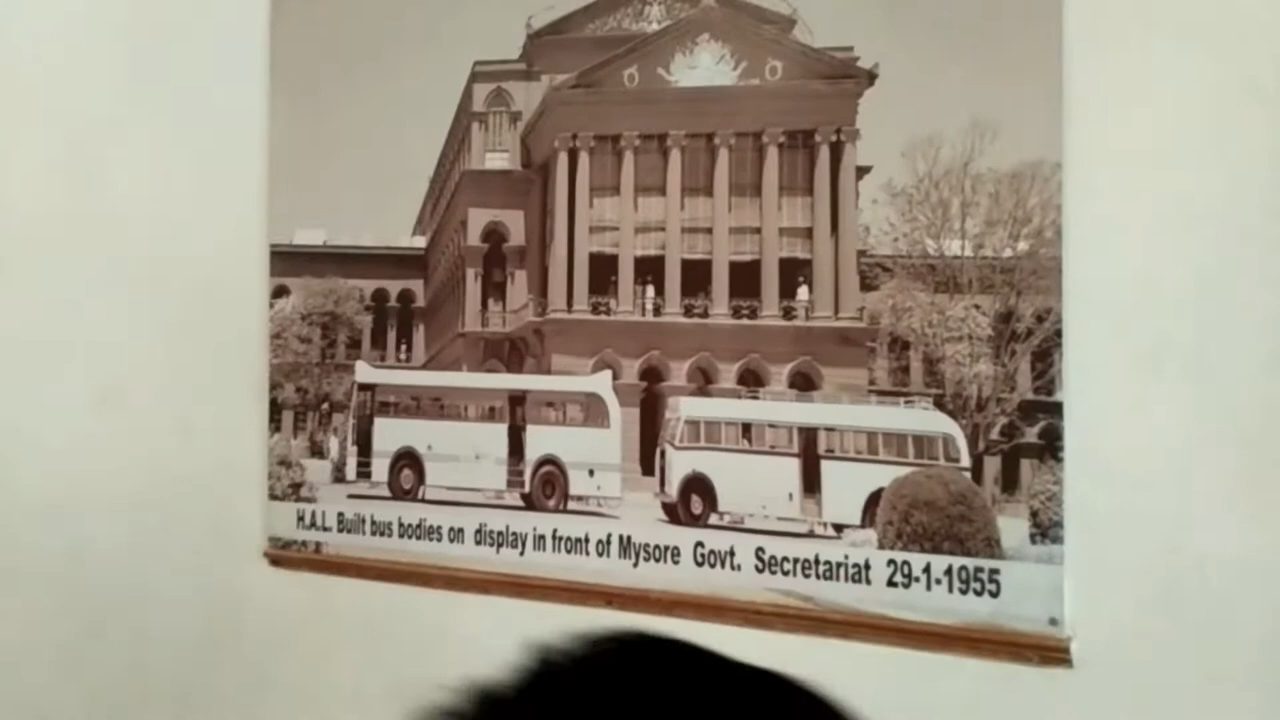 H.A.L. Built bus bodies on display in front of Mysore Govt. Secretariat 29-1-1955